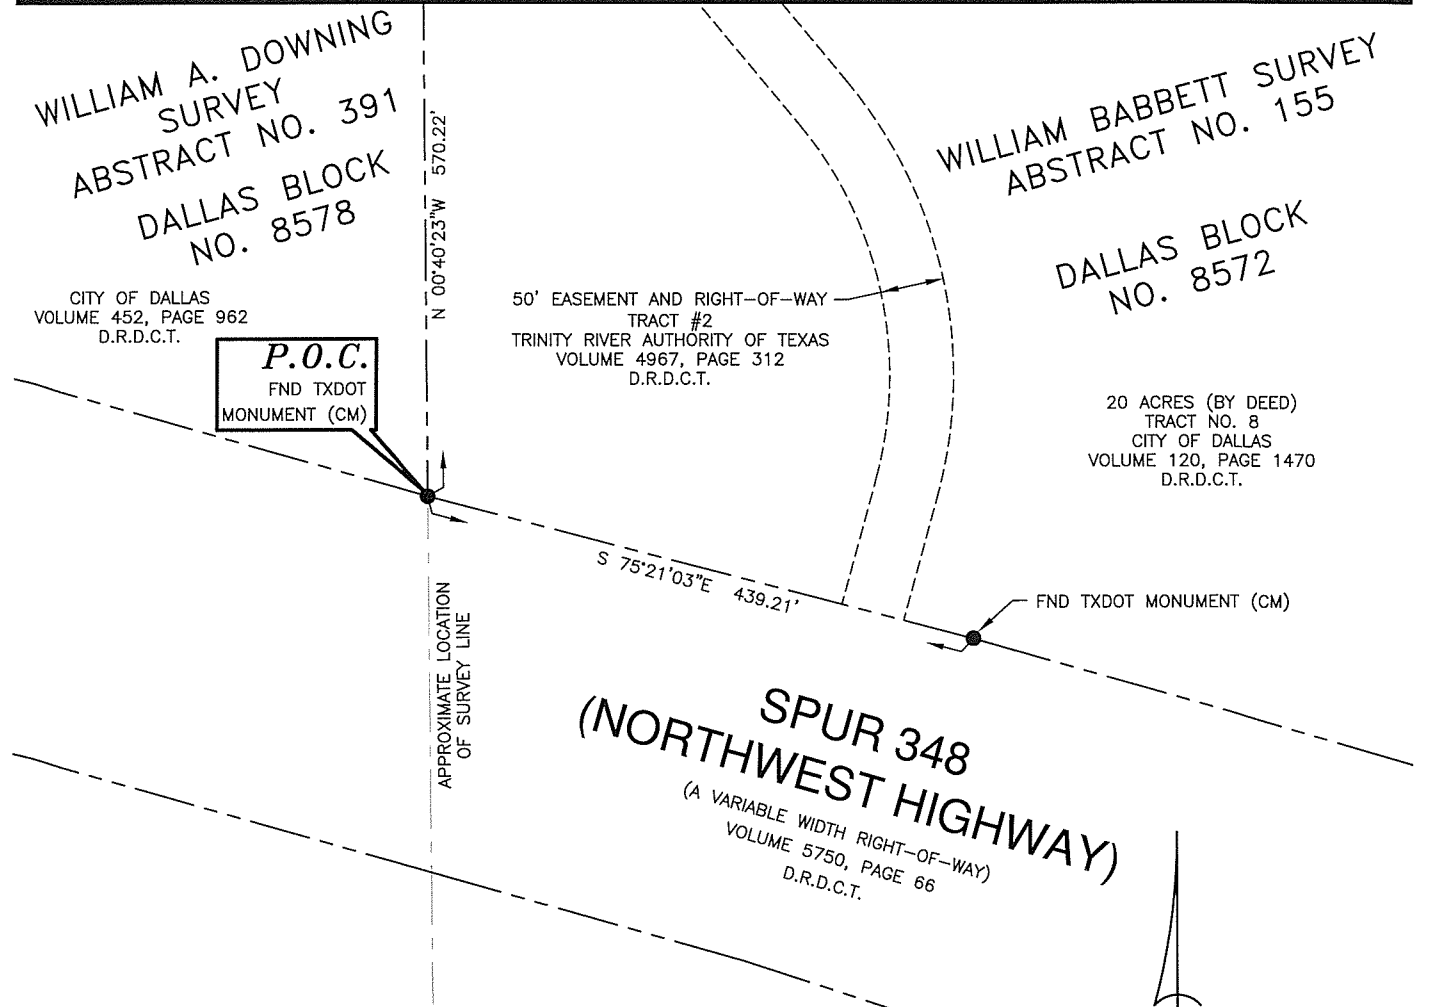 WILLIAM A. DOWNING
SURVEY
ABSTRACT NO. 391
DALLAS BLOCK
NO. 8578
CITY OF DALLAS
VOLUME 452, PAGE 962
D.R.D.C.T.
P.O.C.
FND TXDOT
MONUMENT (CM)
N 00°40'23"W 570.22'
50' EASEMENT AND RIGHT-OF-WAY
TRACT #2
TRINITY RIVER AUTHORITY OF TEXAS
VOLUME 4967, PAGE 312
D.R.D.C.T.
WILLIAM BABBETT SURVEY
ABSTRACT NO. 155
DALLAS BLOCK
NO. 8572
20 ACRES (BY DEED)
TRACT NO. 8
CITY OF DALLAS
VOLUME 120, PAGE 1470
D.R.D.C.T.
S 75°21'03"E 439.21'
FND TXDOT MONUMENT (CM)
APPROXIMATE LOCATION
OF SURVEY LINE
SPUR 348
(NORTHWEST HIGHWAY)
(A VARIABLE WIDTH RIGHT-OF-WAY)
VOLUME 5750, PAGE 66
D.R.D.C.T.